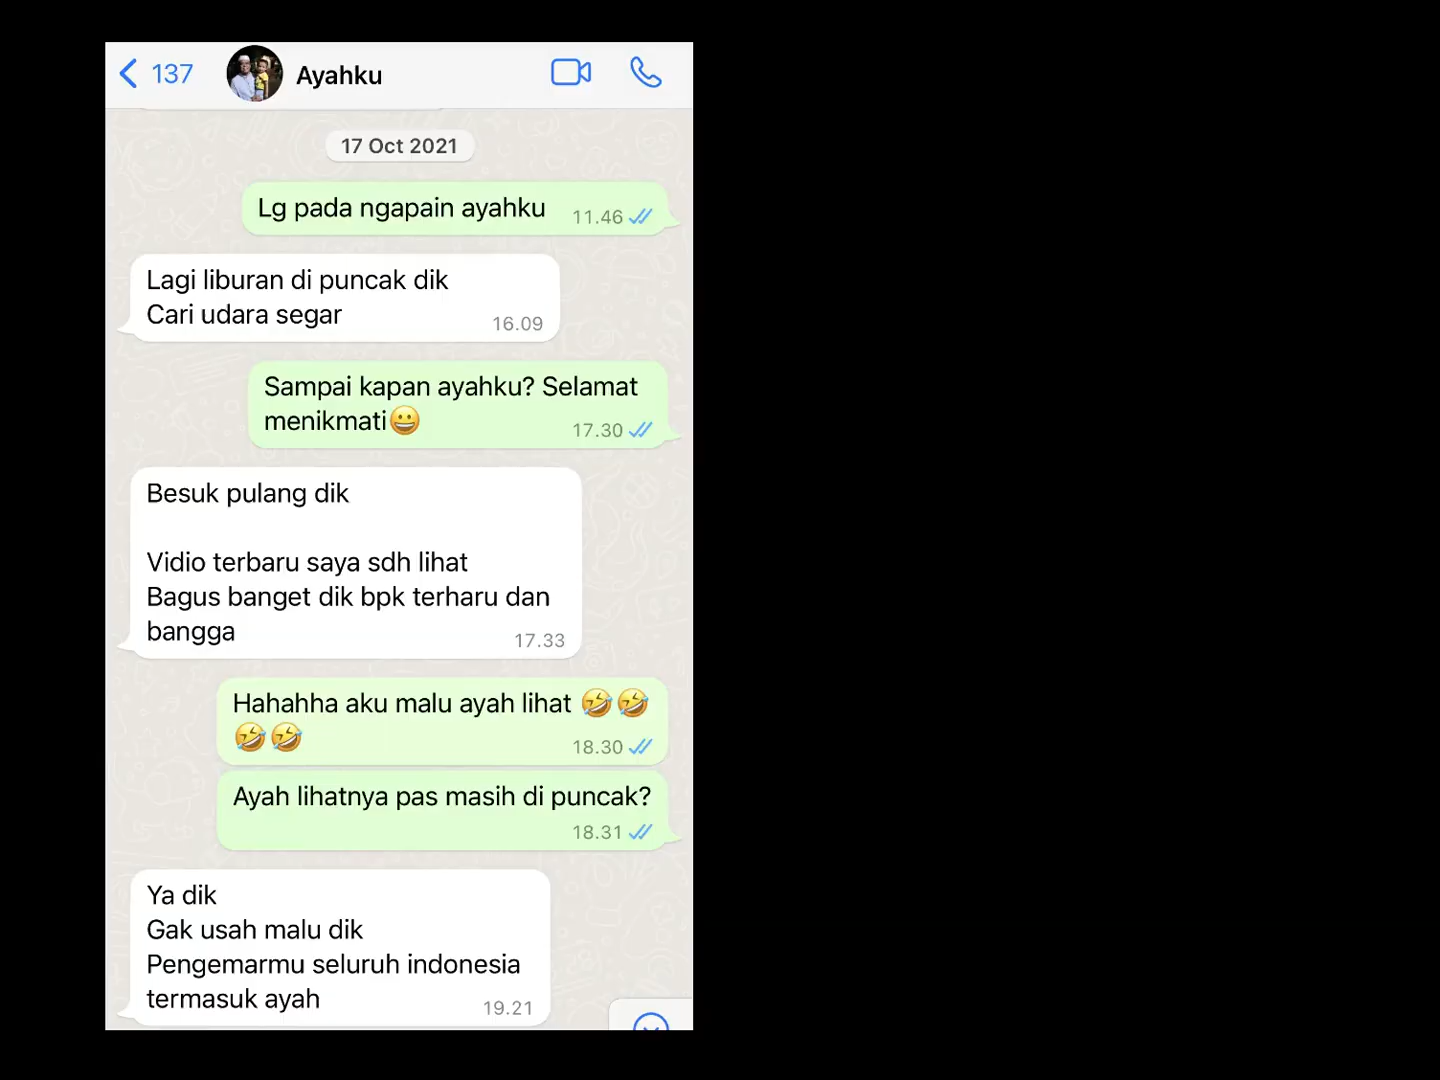 137
Ayahku
17 Oct 2021
Lg pada ngapain ayahku
11.46
Lagi liburan di puncak dik
Cari udara segar
16.09
Sampai kapan ayahku? Selamat
menikmati😀
17.30
Besuk pulang dik
Vidio terbaru saya sdh lihat
Bagus banget dik bpk terharu dan
bangga
17.33
Hahahha aku malu ayah lihat 🤣🤣
🤣🤣
18.30
Ayah lihatnya pas masih di puncak?
18.31
Ya dik
Gak usah malu dik
Pengemarmu seluruh indonesia
termasuk ayah
19.21